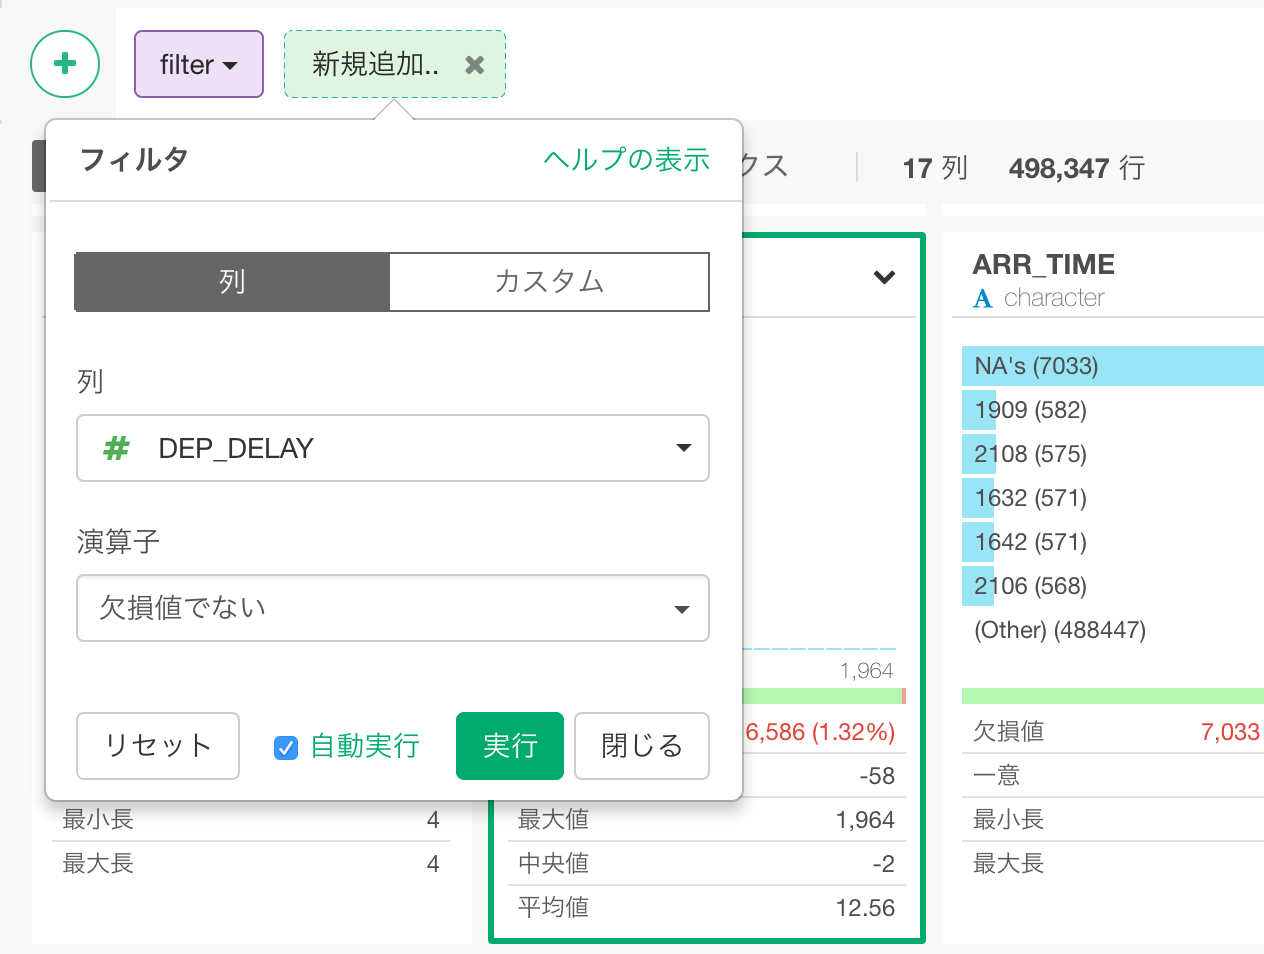 filter
新規追加..
フィルタ
ヘルプの表示
クス
17 列
498,347 行
列
カスタム
列
# DEP_DELAY
演算子
欠損値でない
リセット
自動実行
実行
閉じる
最小長 4
最大長 4
1,964
6,586 (1.32%)
-58
最大値 1,964
中央値 -2
平均値 12.56
ARR_TIME
A character
NA's (7033)
1909 (582)
2108 (575)
1632 (571)
1642 (571)
2106 (568)
(Other) (488447)
欠損値 7,033
一意
最小長
最大長